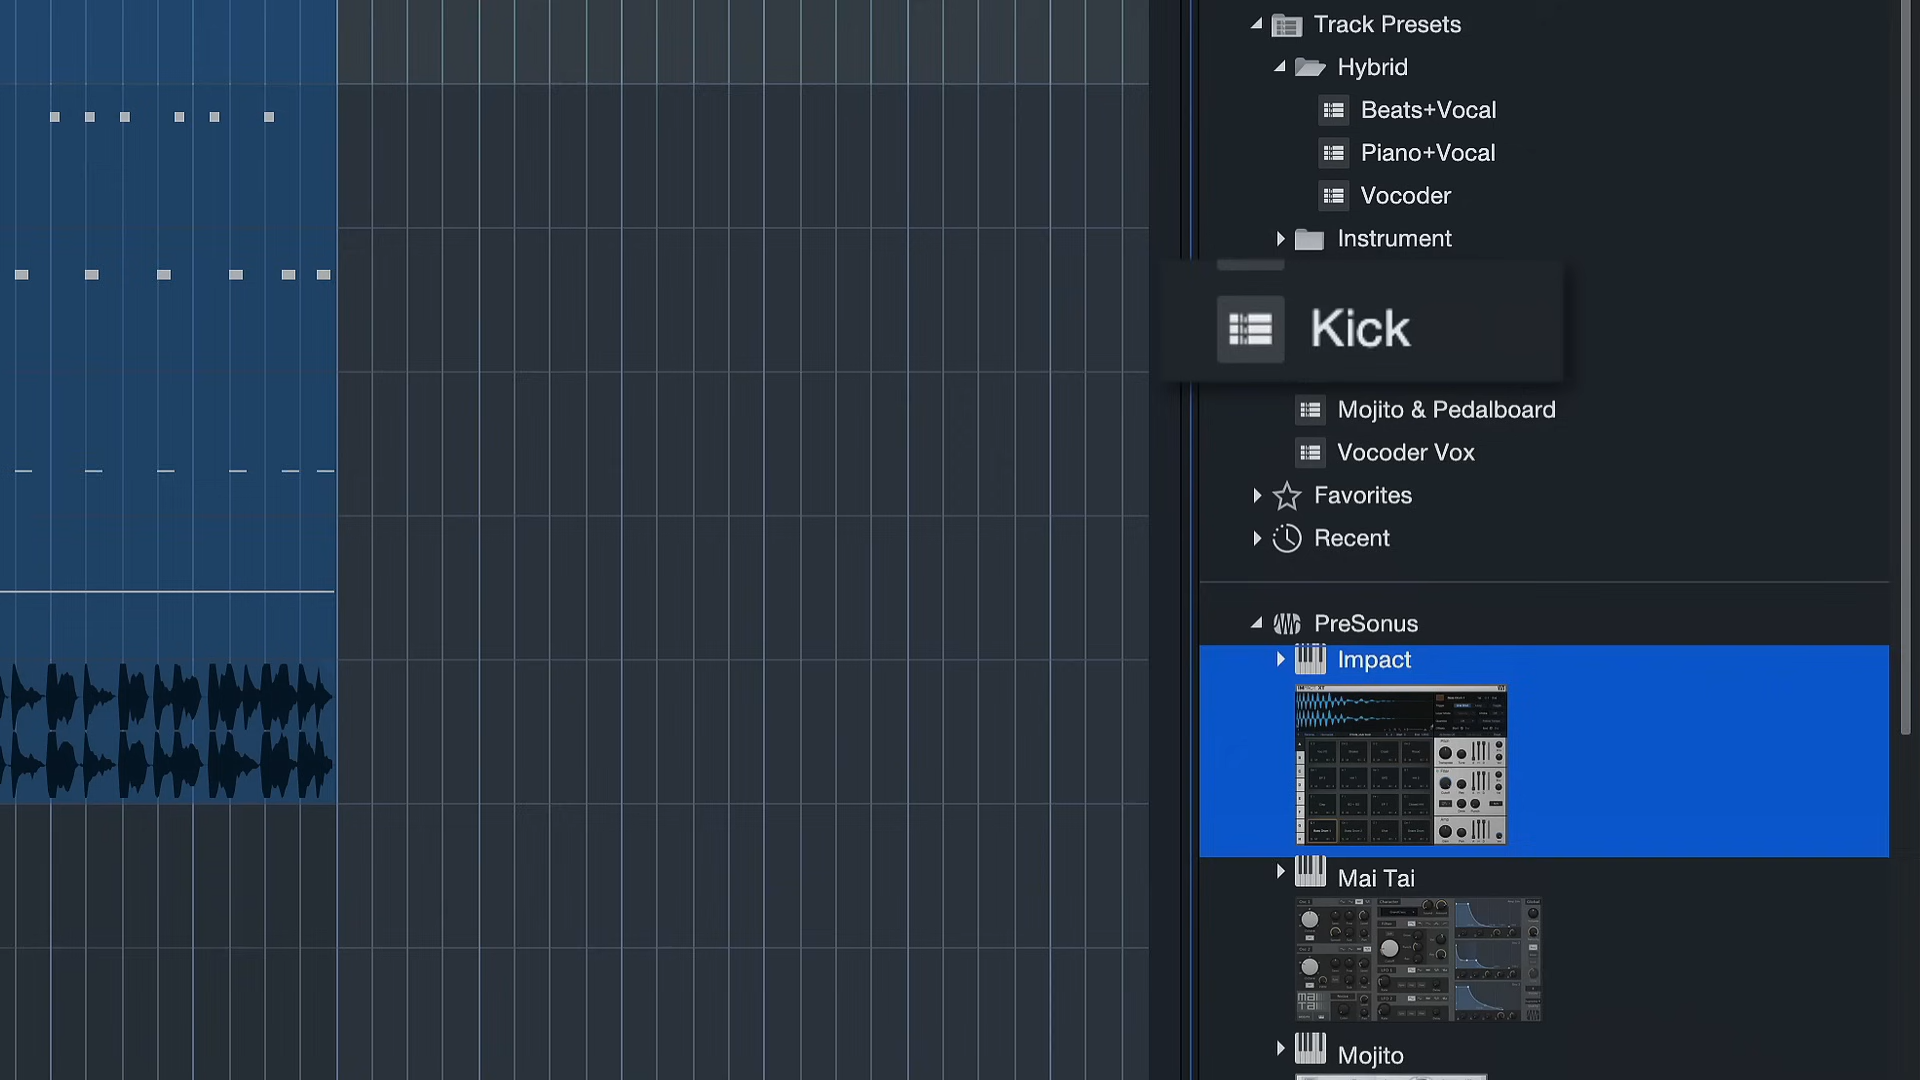 Track Presets
Hybrid
Beats+Vocal
Piano+Vocal
Vocoder
Instrument
Kick
Mojito & Pedalboard
Vocoder Vox
Favorites
Recent
PreSonus
Impact
Mai Tai
Mojito